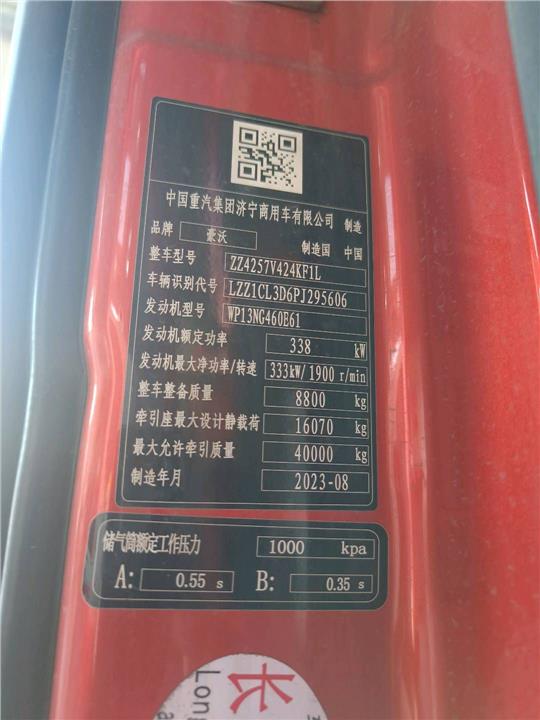 中国重汽集团济宁商用车有限公司 制造
品牌 豪沃 制造国 中国
整车型号 ZZ4257V424KF1L
车辆识别代号 LZZ1CL3D6PJ295606
发动机型号 WP13NG460E61
发动机额定功率 338 kW
发动机最大净功率/转速 333kW/1900 r/min
整车整备质量 8800 kg
牵引座最大设计静载荷 16070 kg
最大允许牵引质量 40000 kg
制造年月 2023-08
储气筒额定工作压力 1000 kpa
A: 0.55 s B: 0.35 s
长
Lon